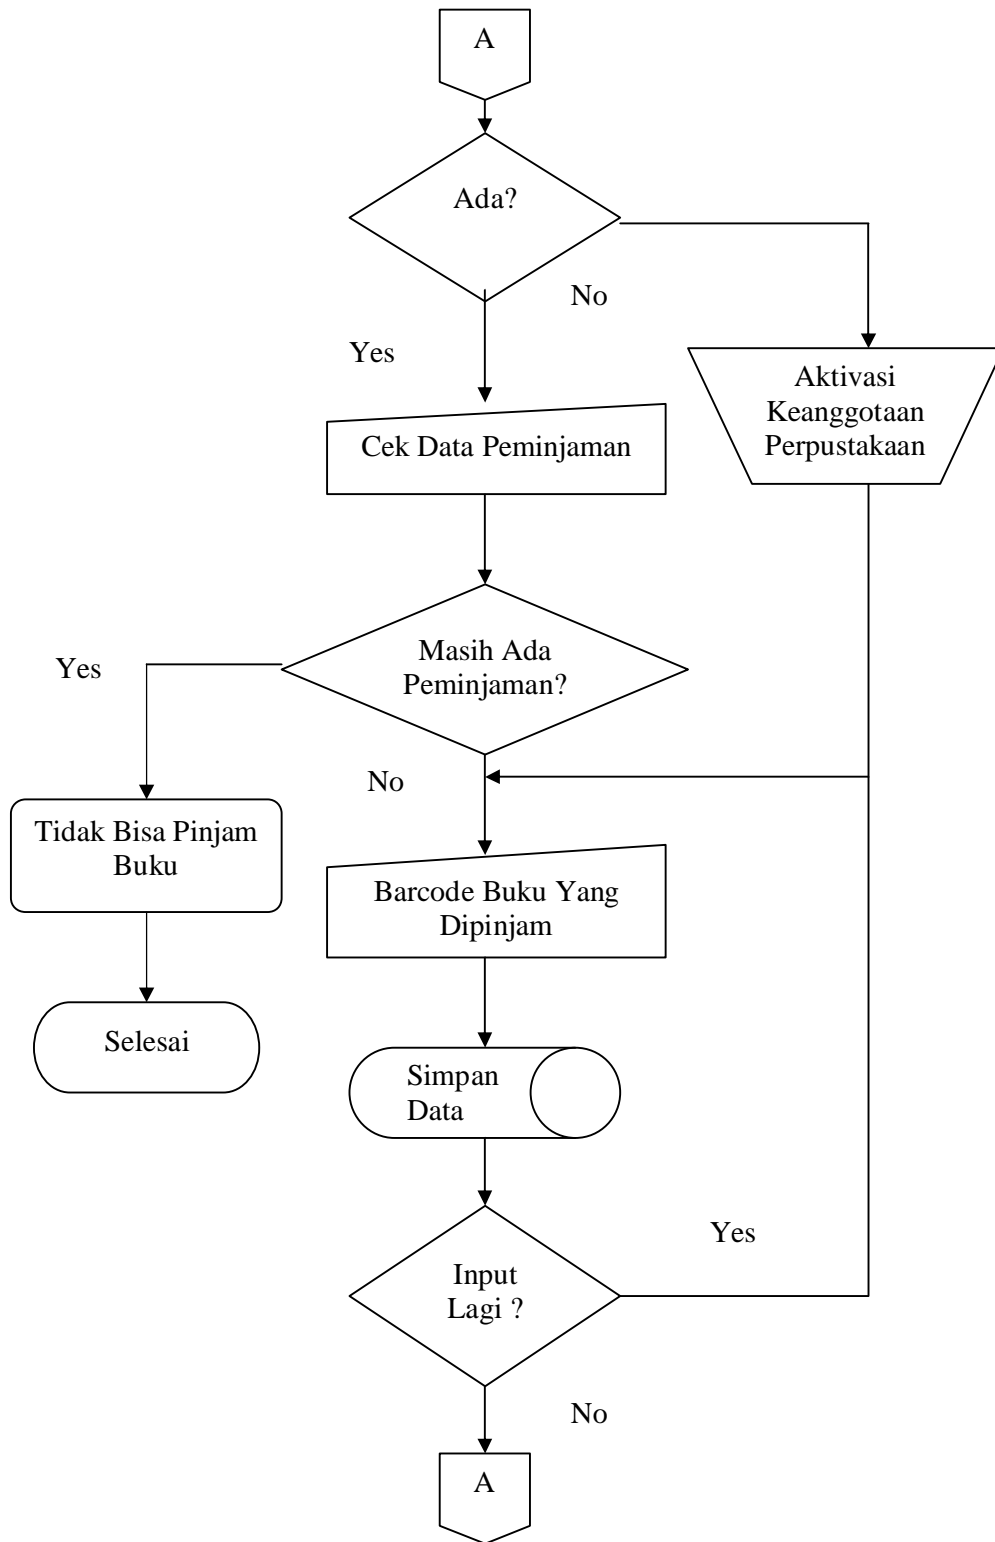 A
Ada?
No
Yes
Aktivasi
Keanggotaan
Perpustakaan
Cek Data Peminjaman
Masih Ada
Peminjaman?
Yes
No
Tidak Bisa Pinjam
Buku
Barcode Buku Yang
Dipinjam
Selesai
Simpan
Data
Yes
Input
Lagi ?
No
A